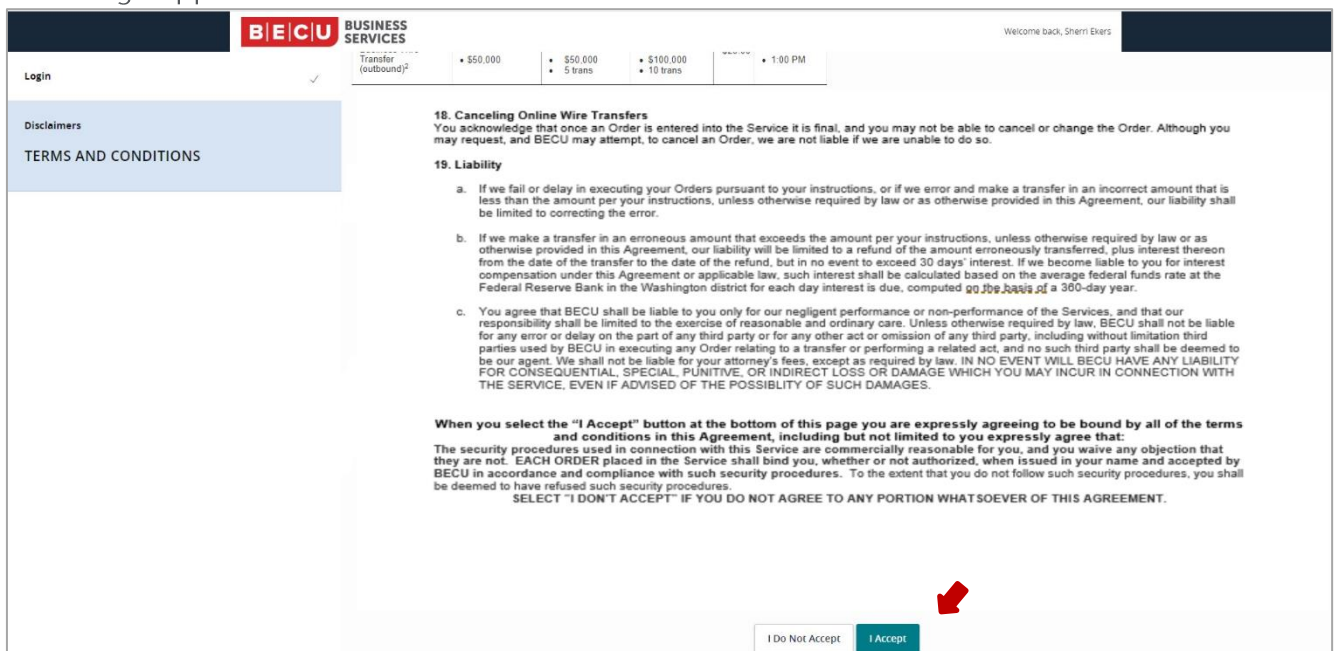 BECU BUSINESS
SERVICES
Welcome back, Sherri Ekers
Login
Disclaimers
TERMS AND CONDITIONS
Transfer
(outbound)2
• $50,000
• $50,000
• 5 trans
• $100,000
• 10 trans
• 1:00 PM
18. Canceling Online Wire Transfers
You acknowledge that once an Order is entered into the Service it is final, and you may not be able to cancel or change the Order. Although you
may request, and BECU may attempt, to cancel an Order, we are not liable if we are unable to do so.
19. Liability
a. If we fail or delay in executing your Orders pursuant to your instructions, or if we error and make a transfer in an incorrect amount that is
less than the amount per your instructions, unless otherwise required by law or as otherwise provided in this Agreement, our liability shall
be limited to correcting the error.
b. If we make a transfer in an erroneous amount that exceeds the amount per your instructions, unless otherwise required by law or as
otherwise provided in this Agreement, our liability will be limited to a refund of the amount erroneously transferred, plus interest thereon
from the date of the transfer to the date of the refund, but in no event to exceed 30 days' interest. If we become liable to you for interest
compensation under this Agreement or applicable law, such interest shall be calculated based on the average federal funds rate at the
Federal Reserve Bank in the Washington district for each day interest is due, computed on the basis of a 360-day year.
c. You agree that BECU shall be liable to you only for our negligent performance or non-performance of the Services, and that our
responsibility shall be limited to the exercise of reasonable and ordinary care. Unless otherwise required by law, BECU shall not be liable
for any error or delay on the part of any third party or for any other act or omission of any third party, including without limitation third
parties used by BECU in executing any Order relating to a transfer or performing a related act, and no such third party shall be deemed to
be our agent. We shall not be liable for your attorney's fees, except as required by law. IN NO EVENT WILL BECU HAVE ANY LIABILITY
FOR CONSEQUENTIAL, SPECIAL, PUNITIVE, OR INDIRECT LOSS OR DAMAGE WHICH YOU MAY INCUR IN CONNECTION WITH
THE SERVICE, EVEN IF ADVISED OF THE POSSIBLITY OF SUCH DAMAGES.
When you select the “I Accept” button at the bottom of this page you are expressly agreeing to be bound by all of the terms
and conditions in this Agreement, including but not limited to you expressly agree that:
The security procedures used in connection with this Service are commercially reasonable for you, and you waive any objection that
they are not. EACH ORDER placed in the Service shall bind you, whether or not authorized, when issued in your name and accepted by
BECU in accordance and compliance with such security procedures. To the extent that you do not follow such security procedures, you shall
be deemed to have refused such security procedures.
SELECT "I DON'T ACCEPT" IF YOU DO NOT AGREE TO ANY PORTION WHATSOEVER OF THIS AGREEMENT.
I Do Not Accept
I Accept